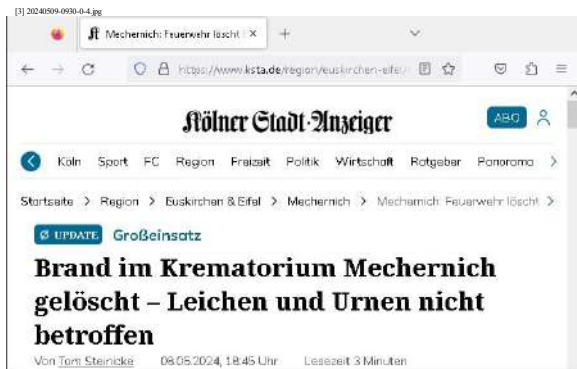 [3] 20240509-0930-0-4.jpg
Mechernich: Feuerwehr löscht
https://www.ksta.de/region/euskirchen-eifel/
Kölner Stadt-Anzeiger
ABO
Köln Sport FC Region Freizeit Politik Wirtschaft Ratgeber Panorama
Startseite > Region > Euskirchen & Eifel > Mechernich > Mechernich: Feuerwehr löscht >
UPDATE Großeinsatz
Brand im Krematorium Mechernich
gelöscht – Leichen und Urnen nicht
betroffen
Von Tom Steinicke 08.05.2024, 18:45 Uhr Lesezeit 3 Minuten